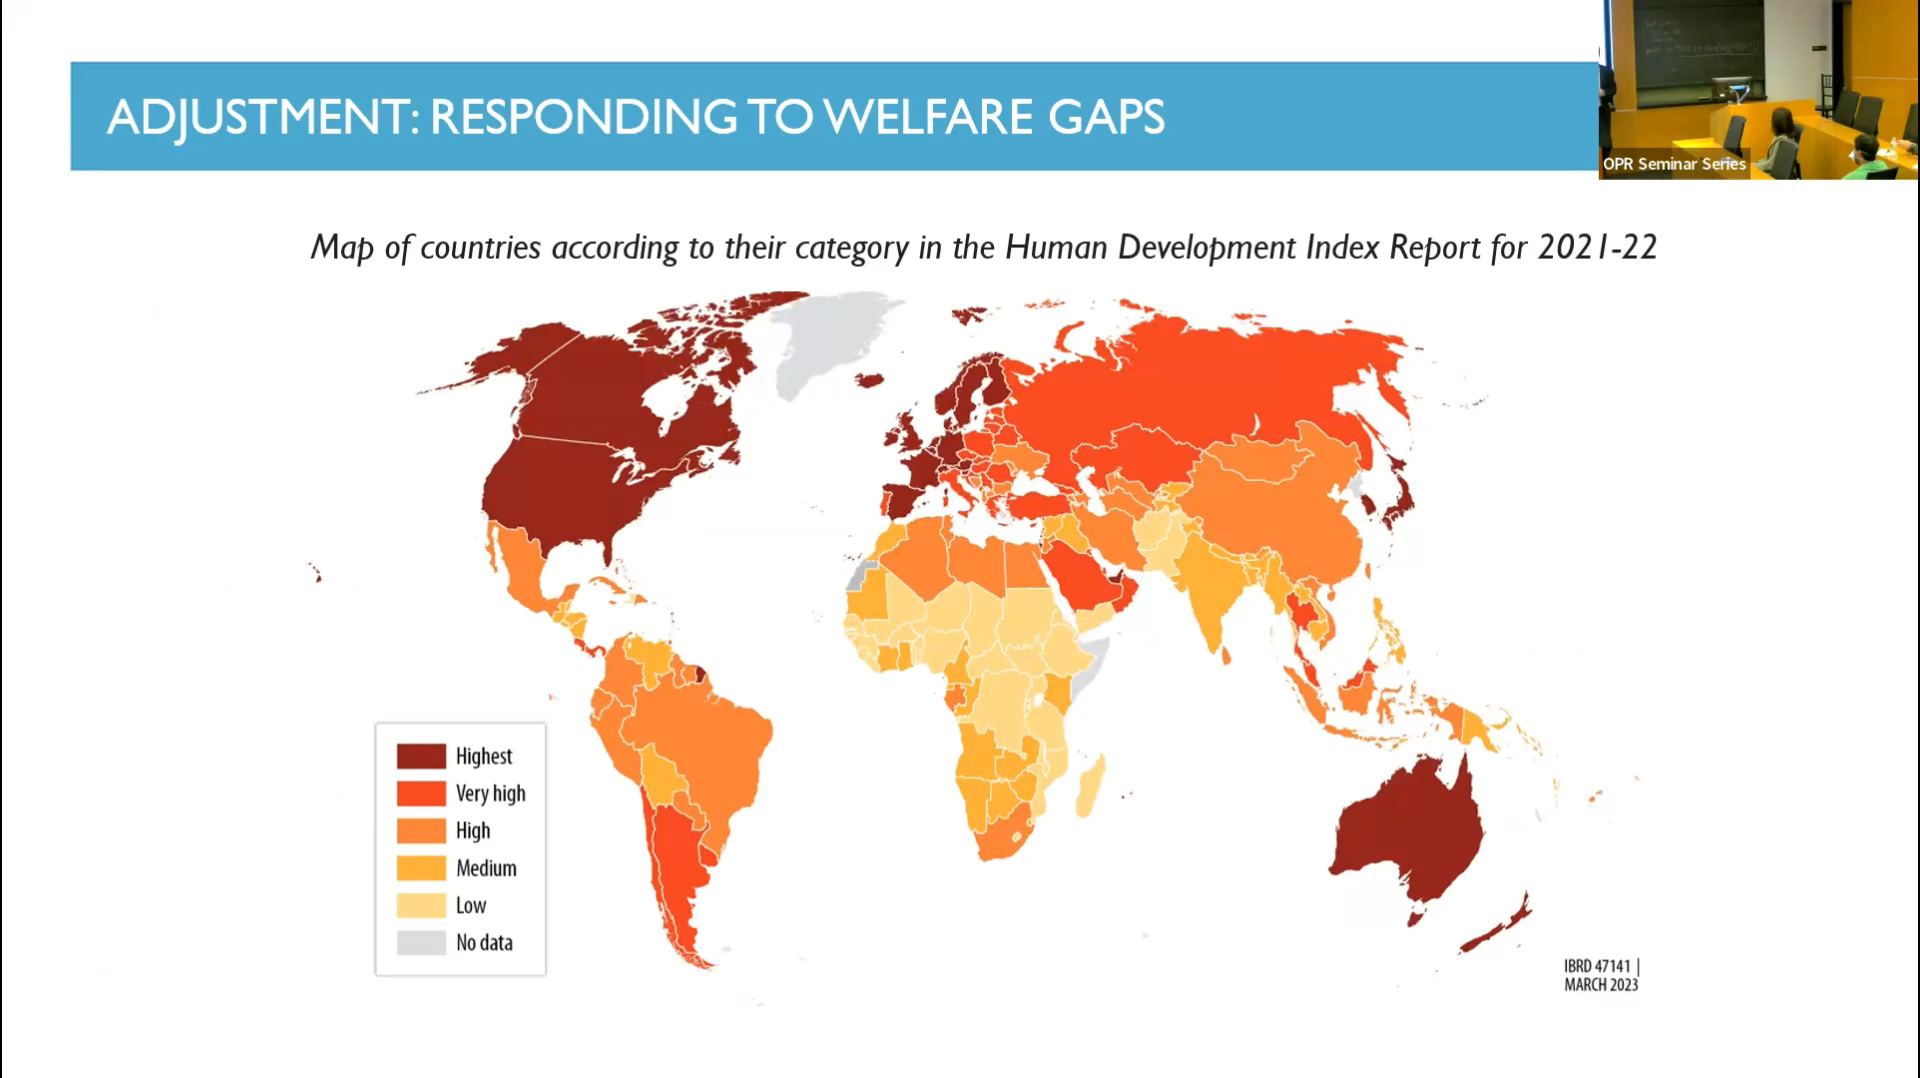 ADJUSTMENT: RESPONDING TO WELFARE GAPS
OPR Seminar Series
Map of countries according to their category in the Human Development Index Report for 2021-22
Highest
Very high
High
Medium
Low
No data
IBRD 47141 |
MARCH 2023